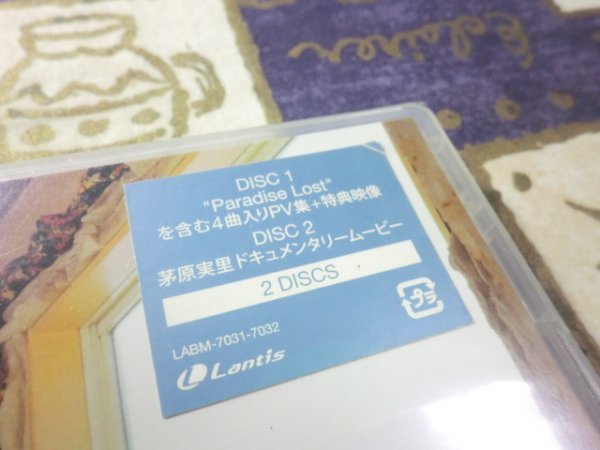 DISC 1
"Paradise Lost"
を含む4曲入りPV集+特典映像
DISC 2
茅原実里ドキュメンタリームービー
2 DISCS
プラ
LABM-7031-7032
Lantis